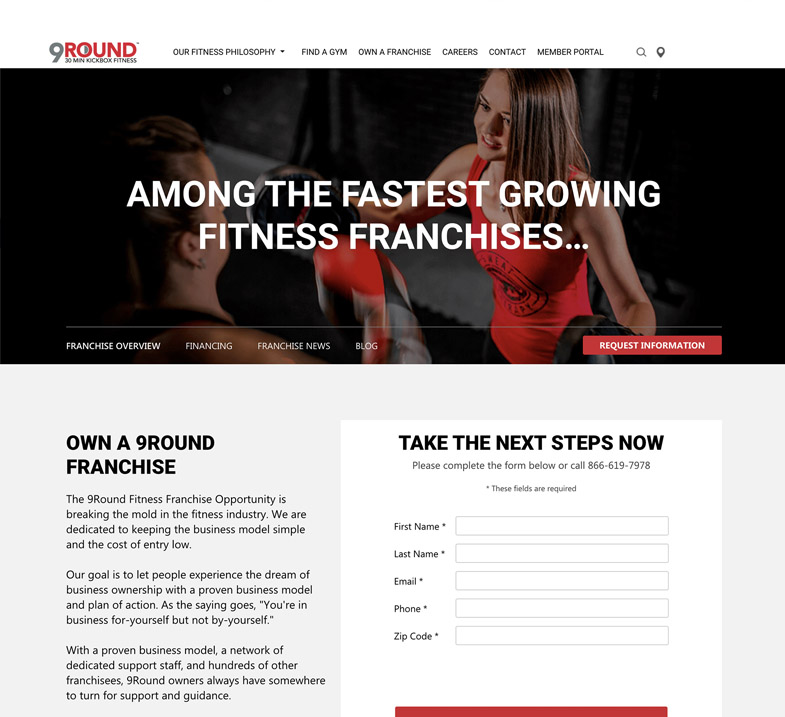 9ROUND
30 MIN KICKBOX FITNESS
OUR FITNESS PHILOSOPHY
FIND A GYM
OWN A FRANCHISE
CAREERS
CONTACT
MEMBER PORTAL
AMONG THE FASTEST GROWING
FITNESS FRANCHISES...
FRANCHISE OVERVIEW
FINANCING
FRANCHISE NEWS
BLOG
REQUEST INFORMATION
OWN A 9ROUND
FRANCHISE
The 9Round Fitness Franchise Opportunity is
breaking the mold in the fitness industry. We are
dedicated to keeping the business model simple
and the cost of entry low.
Our goal is to let people experience the dream of
business ownership with a proven business model
and plan of action. As the saying goes, "You're in
business for-yourself but not by-yourself."
With a proven business model, a network of
dedicated support staff, and hundreds of other
franchisees, 9Round owners always have somewhere
to turn for support and guidance.
TAKE THE NEXT STEPS NOW
Please complete the form below or call 866-619-7978
* These fields are required
First Name *
Last Name *
Email *
Phone *
Zip Code *